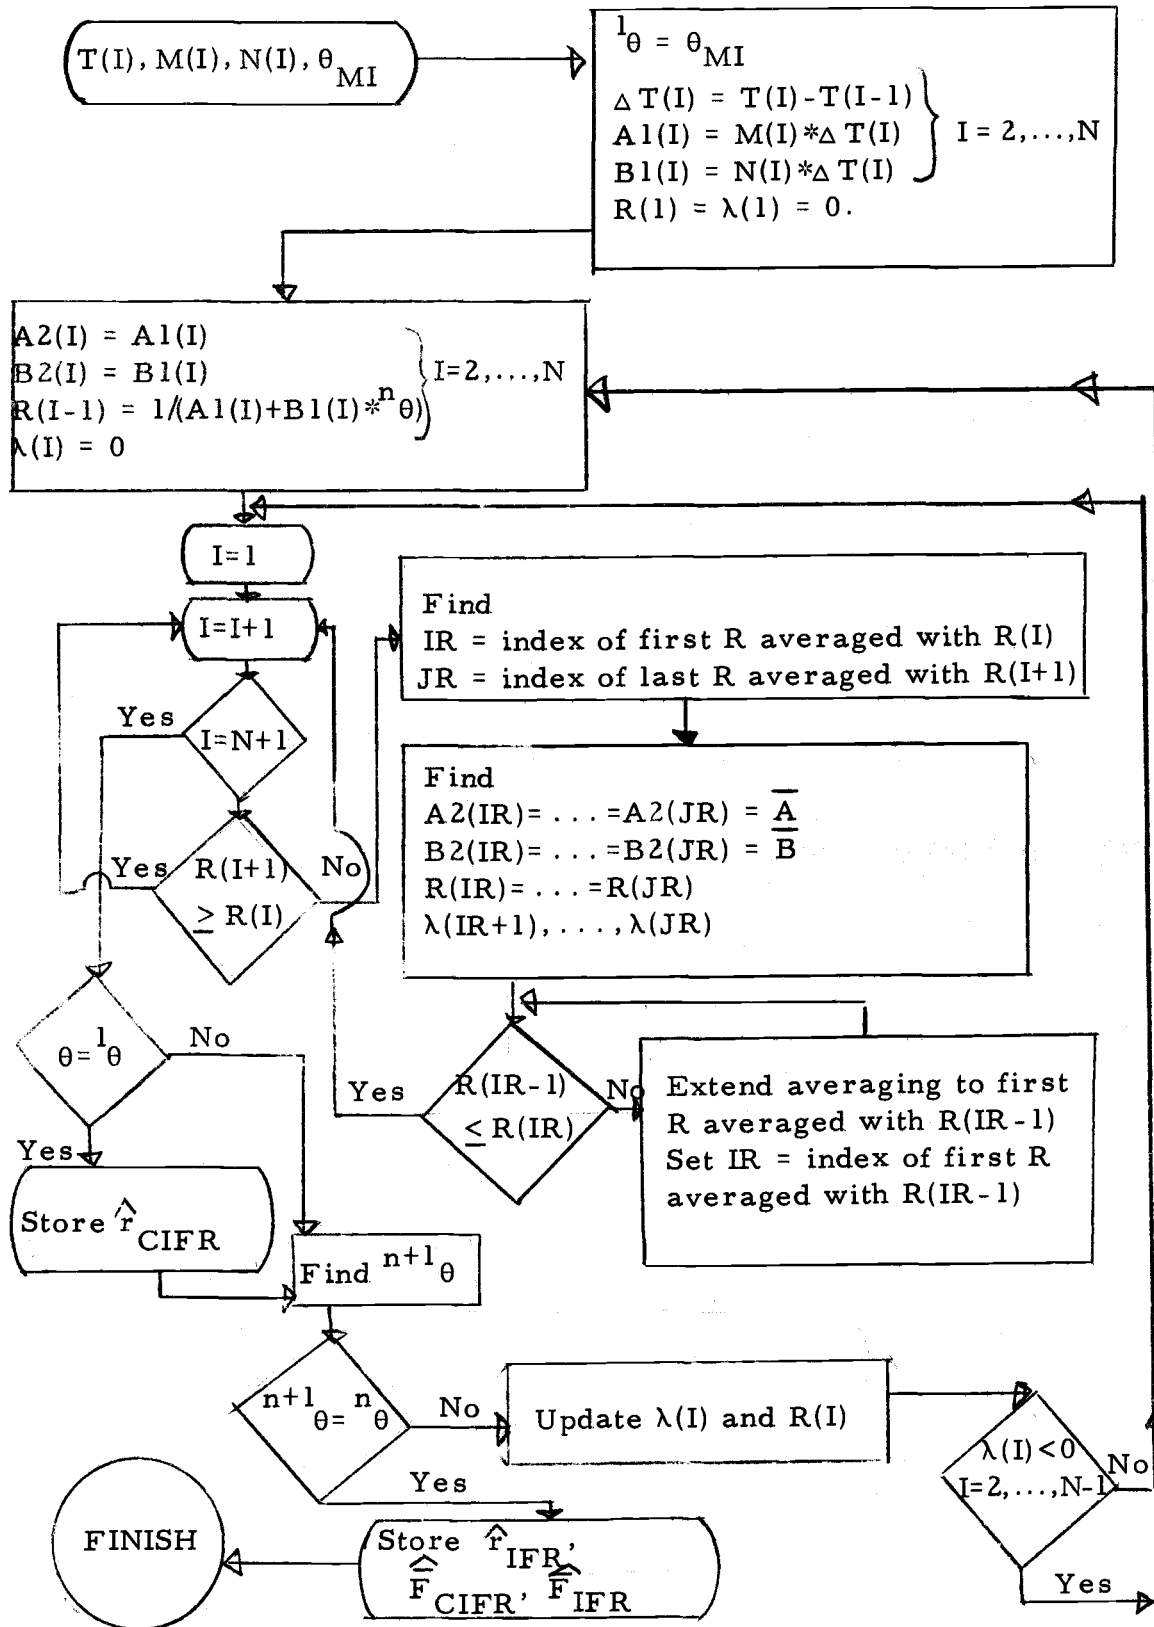 T(I), M(I), N(I), θ_MI
¹θ = θ_MI
△T(I) = T(I)-T(I-1)
A1(I) = M(I)*△T(I)
B1(I) = N(I)*△T(I)
I = 2,...,N
R(1) = λ(1) = 0.
A2(I) = A1(I)
B2(I) = B1(I)
R(I-1) = 1/(A1(I)+B1(I)*ⁿθ)
λ(I) = 0
I=2,...,N
I=1
I=I+1
Yes
I=N+1
Yes
R(I+1)
≥ R(I)
No
Find
IR = index of first R averaged with R(I)
JR = index of last R averaged with R(I+1)
Find
A2(IR)= ... =A2(JR) = A̅
B2(IR)= ... =B2(JR) = B̅
R(IR)= ... =R(JR)
λ(IR+1), ..., λ(JR)
θ=¹θ
No
Yes
Yes
R(IR-1)
≤ R(IR)
No
Extend averaging to first
R averaged with R(IR-1)
Set IR = index of first R
averaged with R(IR-1)
Store r̂_CIFR
Find ⁿ⁺¹θ
ⁿ⁺¹θ=ⁿθ
No
Update λ(I) and R(I)
λ(I)<0
I=2,...,N-1
No
Yes
Yes
FINISH
Store r̂_IFR,
F̅̂_CIFR, F̅̂_IFR